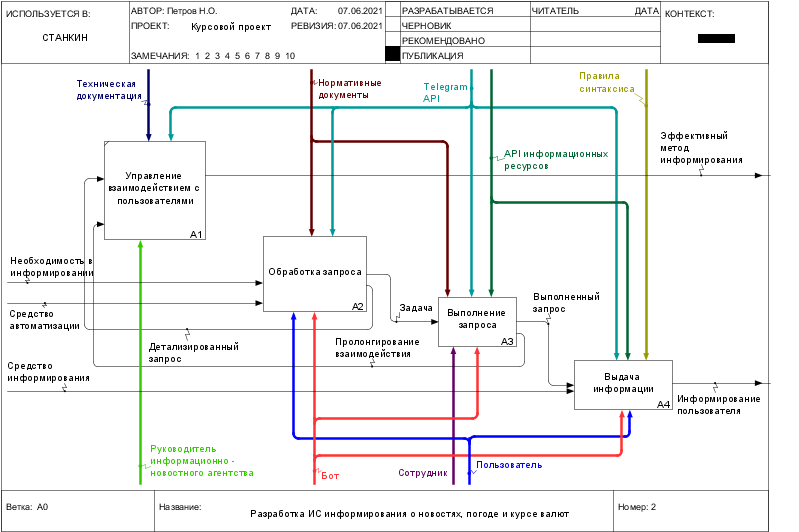 ИСПОЛЬЗУЕТСЯ В:
СТАНКИН
АВТОР: Петров Н.О.
ДАТА: 07.06.2021
ПРОЕКТ: Курсовой проект
РЕВИЗИЯ: 07.06.2021
ЗАМЕЧАНИЯ: 1 2 3 4 5 6 7 8 9 10
РАЗРАБАТЫВАЕТСЯ
ЧЕРНОВИК
РЕКОМЕНДОВАНО
ПУБЛИКАЦИЯ
ЧИТАТЕЛЬ
ДАТА
КОНТЕКСТ:
Техническая
документация
Нормативные
документы
Telegram
API
Правила
синтаксиса
API информационных
ресурсов
Эффективный
метод
информирования
Управление
взаимодействием с
пользователями
A1
Необходимость в
информировании
Обработка запроса
A2
Средство
автоматизации
Задача
Выполненный
запрос
Выполнение
запроса
A3
Детализированный
запрос
Пролонгирование
взаимодействия
Средство
информирования
Выдача
информации
A4
Информирование
пользователя
Руководитель
информационно -
новостного агентства
Бот
Сотрудник
Пользователь
Ветка: A0
Название:
Разработка ИС информирования о новостях, погоде и курсе валют
Номер: 2